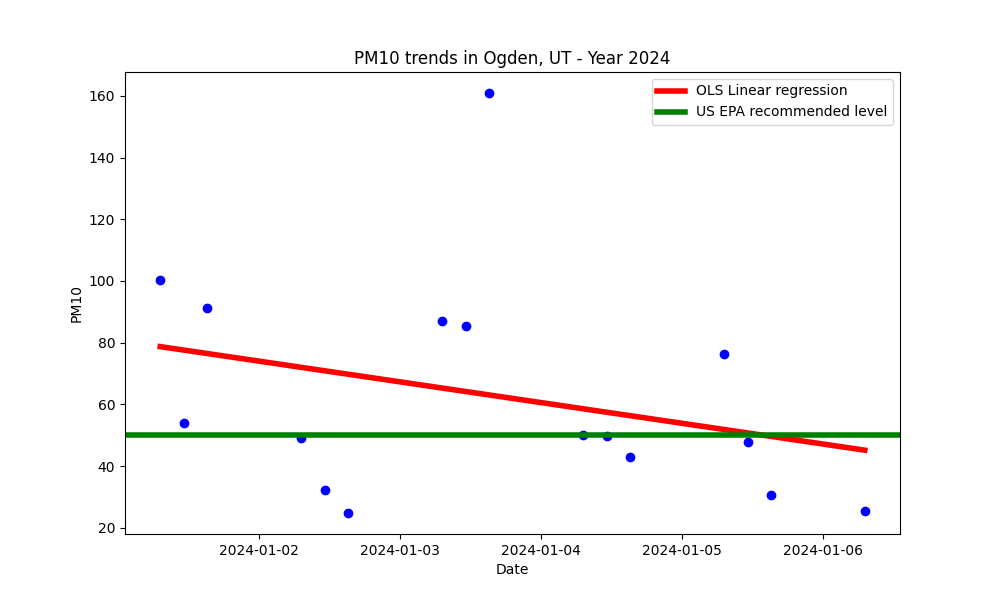 PM10 trends in Ogden, UT - Year 2024
OLS Linear regression
US EPA recommended level
160
140
120
100
80
60
40
20
PM10
2024-01-02
2024-01-03
2024-01-04
2024-01-05
2024-01-06
Date